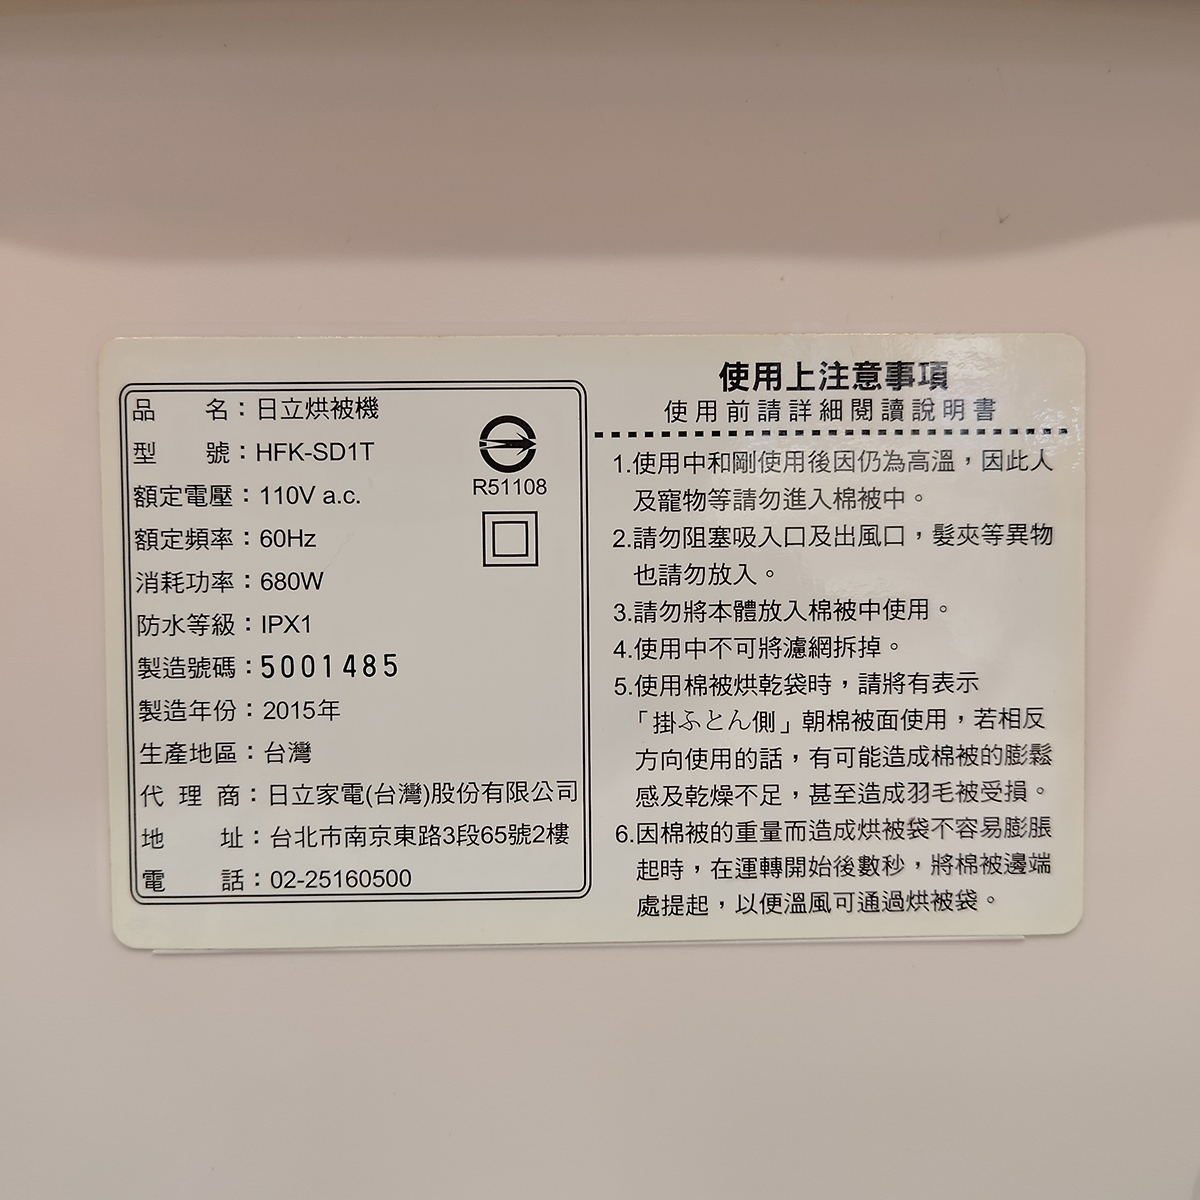 品 名：日立烘被機
型 號：HFK-SD1T
額定電壓：110V a.c.
額定頻率：60Hz
消耗功率：680W
防水等級：IPX1
製造號碼：5001485
製造年份：2015年
生產地區：台灣
代理商：日立家電(台灣)股份有限公司
地 址：台北市南京東路3段65號2樓
電 話：02-25160500
R51108
使用上注意事項
使用前請詳細閱讀說明書
1.使用中和剛使用後因仍為高溫，因此人
及寵物等請勿進入棉被中。
2.請勿阻塞吸入口及出風口，髮夾等異物
也請勿放入。
3.請勿將本體放入棉被中使用。
4.使用中不可將濾網拆掉。
5.使用棉被烘乾袋時，請將有表示
「掛ふとん側」朝棉被面使用，若相反
方向使用的話，有可能造成棉被的膨鬆
感及乾燥不足，甚至造成羽毛被受損。
6.因棉被的重量而造成烘被袋不容易膨脹
起時，在運轉開始後數秒，將棉被邊端
處提起，以便溫風可通過烘被袋。